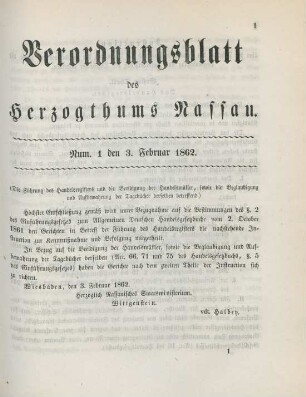 1
Verordnungsblatt
des
Herzogthums Nassau.
Num. 1 den 3. Februar 1862.
(Die Führung des Handelsregisters und die Beeidigung der Handelsmäkler, sowie die Beglaubigung
und Aufbewahrung der Tagebücher derselben betreffend.)
Höchster Entschließung gemäß wird unter Bezugnahme auf die Bestimmungen des §. 2
des Einführungsgesetzes zum Allgemeinen Deutschen Handelsgesetzbuche vom 2. October
1861 den Gerichten in Betreff der Führung des Handelsregisters die nachstehende In-
struction zur Kenntnißnahme und Befolgung mitgetheilt.
In Bezug auf die Beeidigung der Handelsmäkler, sowie die Beglaubigung und Auf-
bewahrung der Tagebücher derselben (Art. 66, 71 und 75 des Handelsgesetzbuchs, §. 5
des Einführungsgesetzes) haben die Gerichte nach dem zweiten Theile der Instruction sich
zu richten.
Wiesbaden, den 3. Februar 1862.
Herzoglich Nassauisches Staatsministerium.
Wittgenstein.
vdt. Halbey.
1